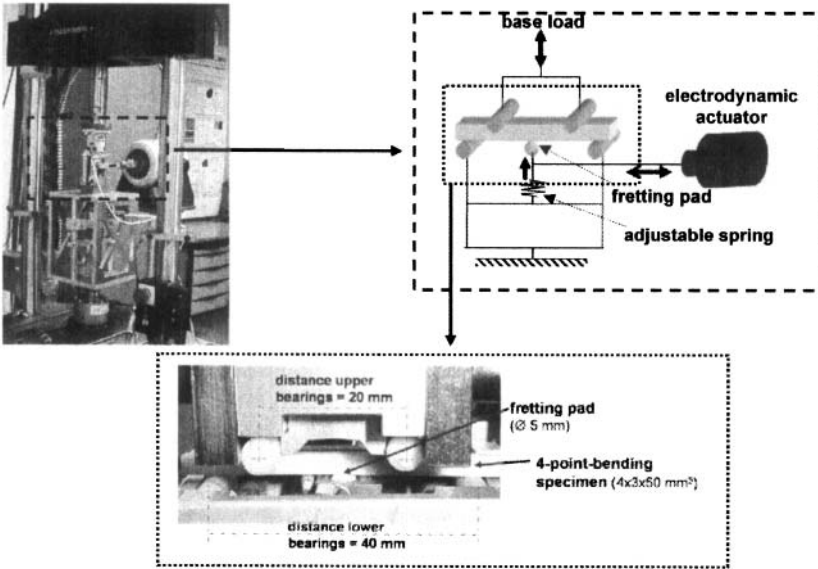 base load
electrodynamic
actuator
fretting pad
adjustable spring
distance upper
bearings = 20 mm
fretting pad
(Ø 5 mm)
4-point-bending
specimen (4x3x50 mm³)
distance lower
bearings = 40 mm